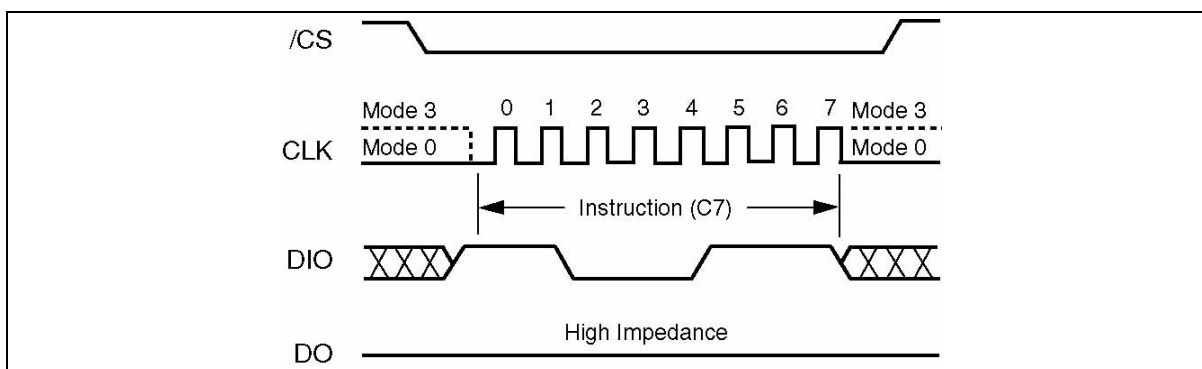 /CS
Mode 3 0 1 2 3 4 5 6 7 Mode 3
CLK Mode 0 Mode 0
Instruction (C7)
DIO
High Impedance
DO